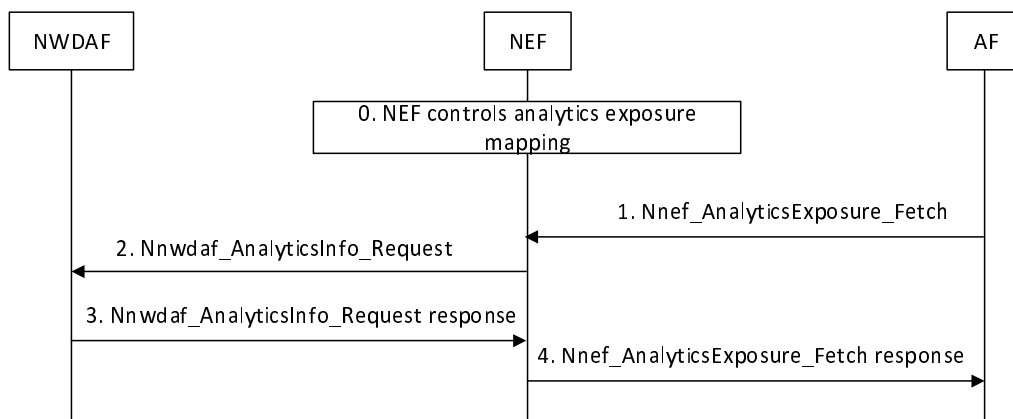 NWDAF
NEF
AF
0. NEF controls analytics exposure
mapping
1. Nnef_AnalyticsExposure_Fetch
2. Nnwdaf_AnalyticsInfo_Request
3. Nnwdaf_AnalyticsInfo_Request response
4. Nnef_AnalyticsExposure_Fetch response